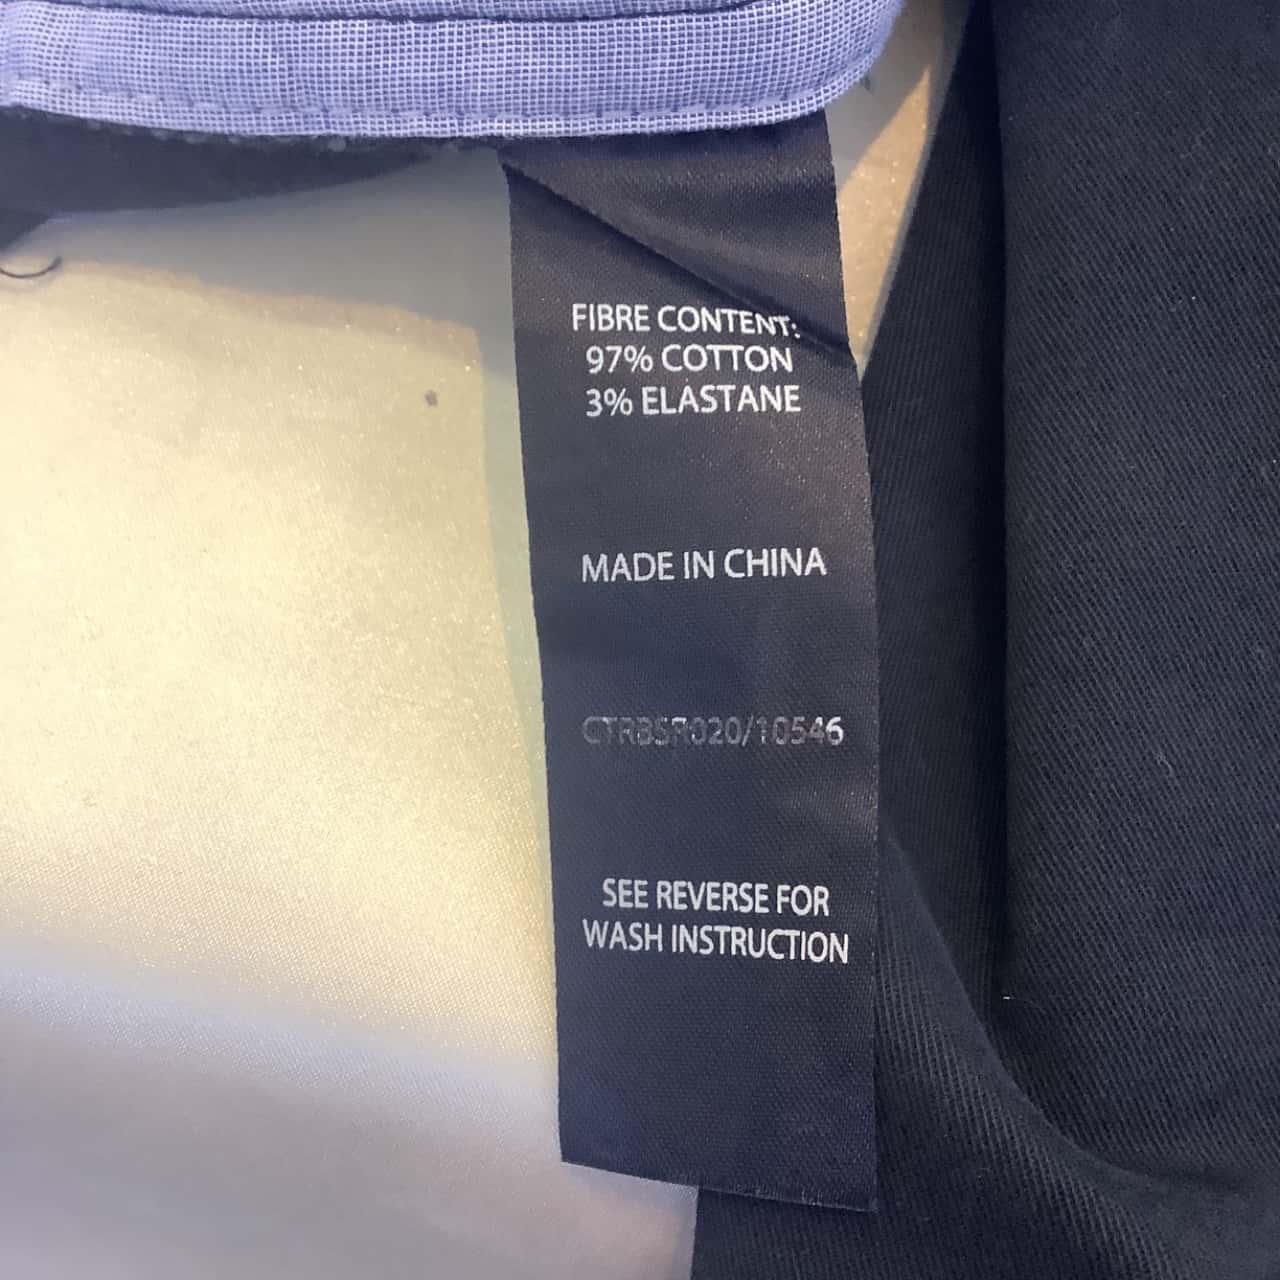 FIBRE CONTENT:
97% COTTON
3% ELASTANE
MADE IN CHINA
CTRBSR020/10546
SEE REVERSE FOR
WASH INSTRUCTION